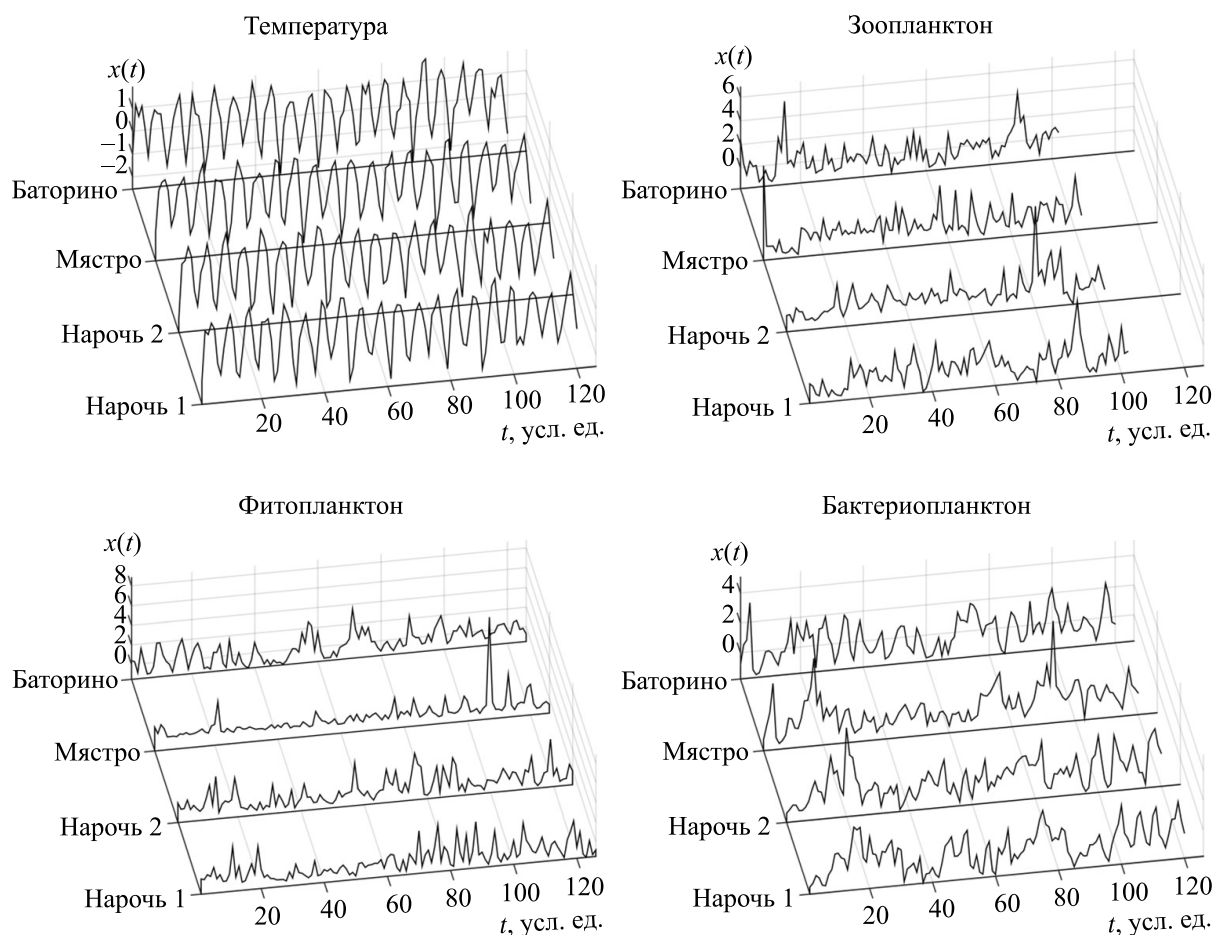 Температура
x(t)
1
0
–1
–2
Баторино
Мястро
Нарочь 2
Нарочь 1
20
40
60
80
100
120
t, усл. ед.
Зоопланктон
x(t)
6
4
2
0
Баторино
Мястро
Нарочь 2
Нарочь 1
20
40
60
80
100
120
t, усл. ед.
Фитопланктон
x(t)
8
6
4
2
0
Баторино
Мястро
Нарочь 2
Нарочь 1
20
40
60
80
100
120
t, усл. ед.
Бактериопланктон
x(t)
4
2
0
Баторино
Мястро
Нарочь 2
Нарочь 1
20
40
60
80
100
120
t, усл. ед.